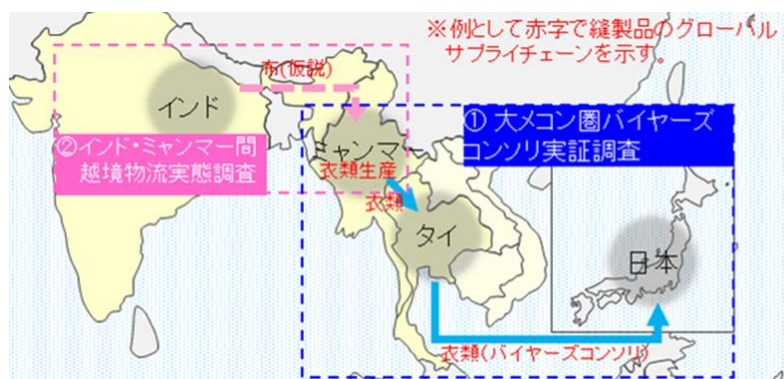 ※例として赤字で縫製品のグローバル
サプライチェーンを示す。
布(仮説)
インド
①大メコン圏バイヤーズ
コンソリ実証調査
②インド・ミャンマー間
越境物流実態調査
ミャンマー
衣類生産
衣類
タイ
日本
衣類(バイヤーズコンソリ)